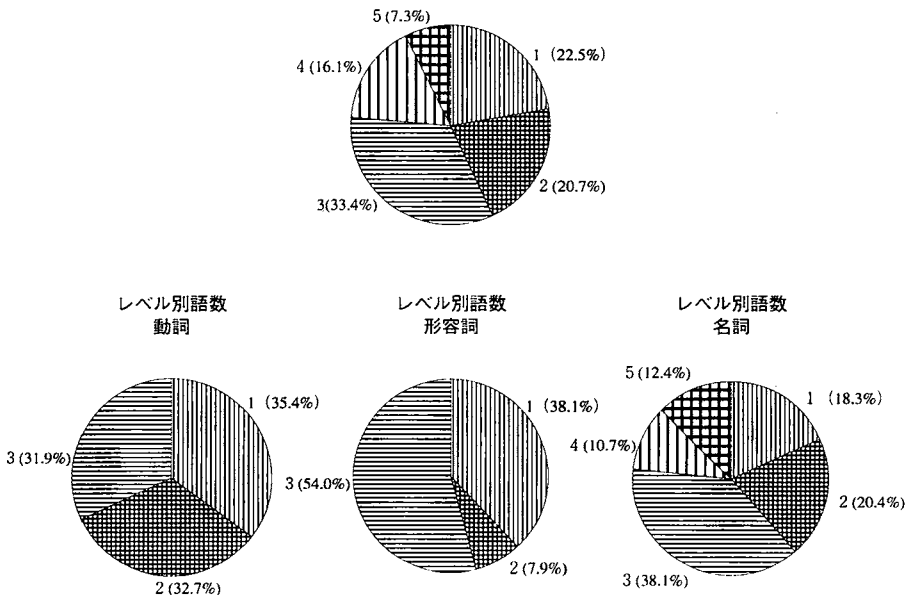 5 (7.3%)
1 (22.5%)
4 (16.1%)
2 (20.7%)
3(33.4%)
レベル別語数
動詞
1 (35.4%)
3 (31.9%)
2 (32.7%)
レベル別語数
形容詞
1 (38.1%)
3 (54.0%)
2 (7.9%)
レベル別語数
名詞
5 (12.4%)
1 (18.3%)
4 (10.7%)
2 (20.4%)
3 (38.1%)